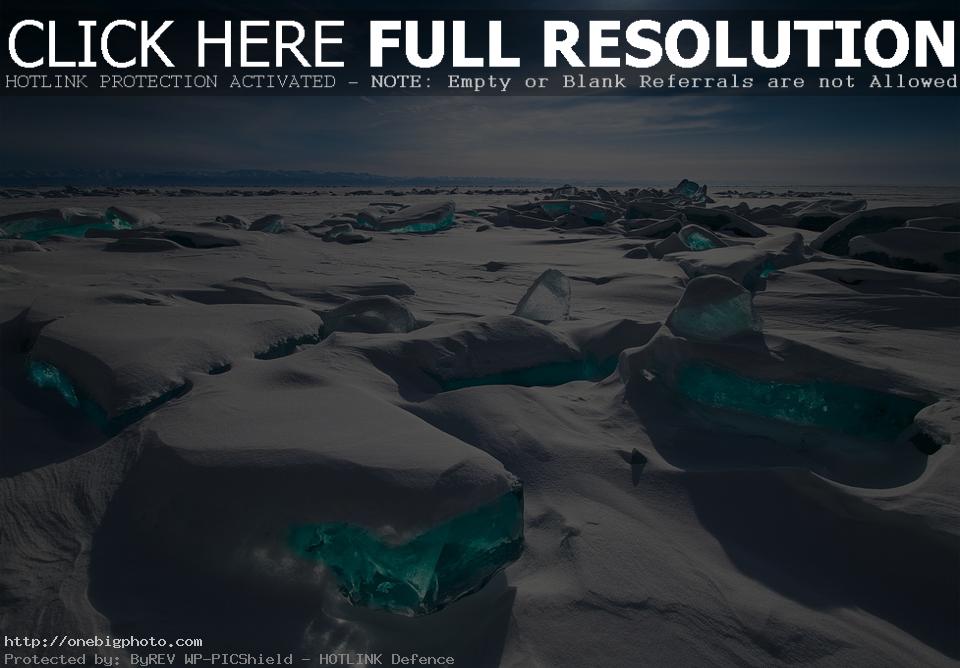 CLICK HERE FULL RESOLUTION
HOTLINK PROTECTION ACTIVATED - NOTE: Empty or Blank Referrals are not Allowed
http://onebigphoto.com
Protected by: ByREV WP-PICShield - HOTLINK Defence